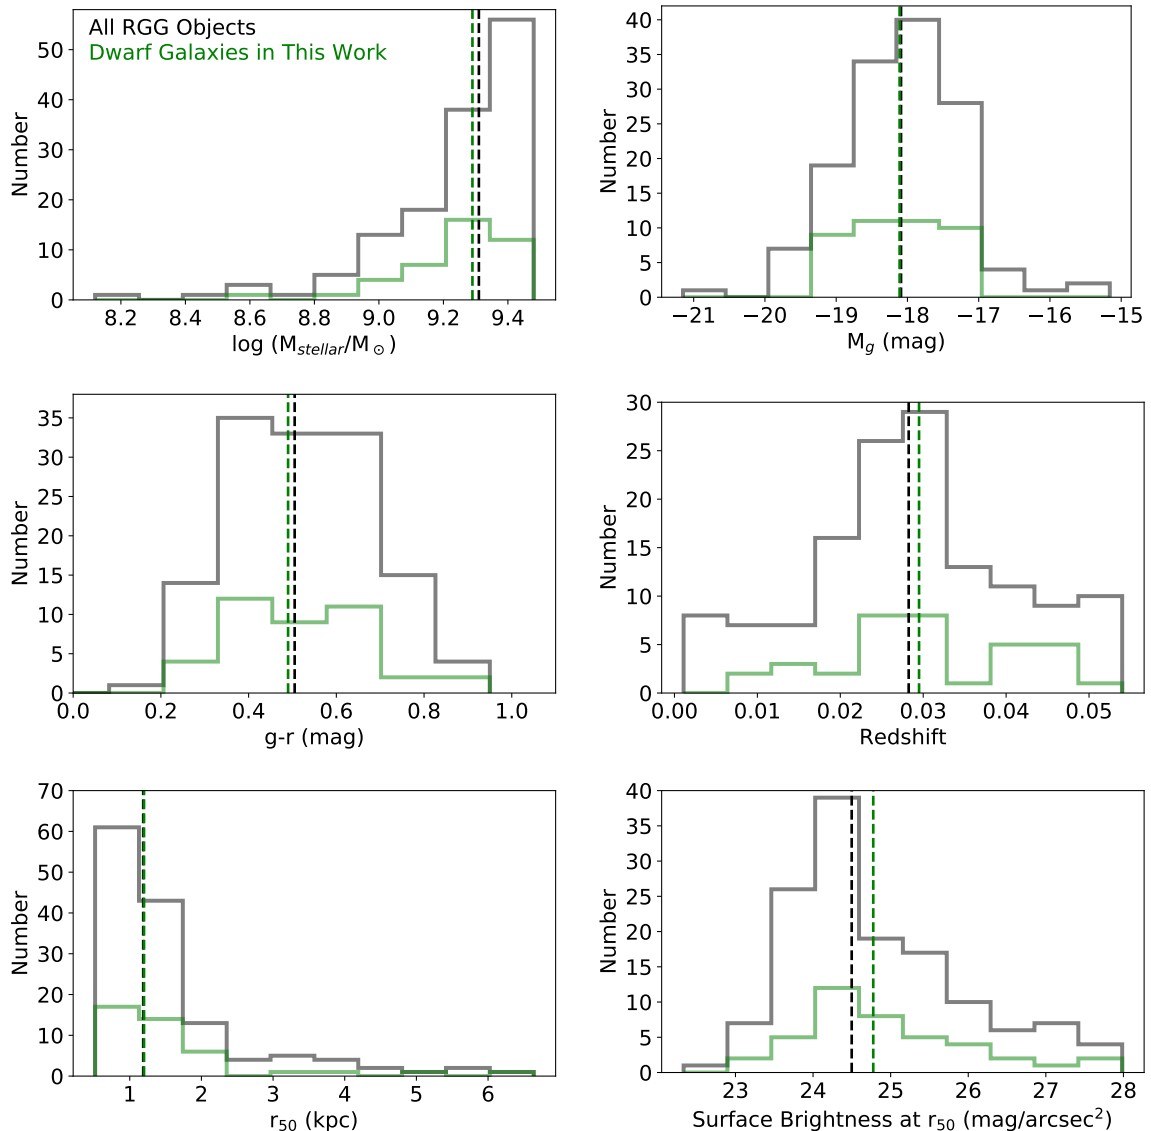 All RGG Objects
Dwarf Galaxies in This Work
Number
50
40
30
20
10
0
8.2 8.4 8.6 8.8 9.0 9.2 9.4
log (M_stellar/M_⊙)
Number
40
35
30
25
20
15
10
5
0
−21 −20 −19 −18 −17 −16 −15
M_g (mag)
Number
35
30
25
20
15
10
5
0
0.0 0.2 0.4 0.6 0.8 1.0
g-r (mag)
Number
30
25
20
15
10
5
0
0.00 0.01 0.02 0.03 0.04 0.05
Redshift
Number
70
60
50
40
30
20
10
0
1 2 3 4 5 6
r_50 (kpc)
Number
40
35
30
25
20
15
10
5
0
23 24 25 26 27 28
Surface Brightness at r_50 (mag/arcsec^2)